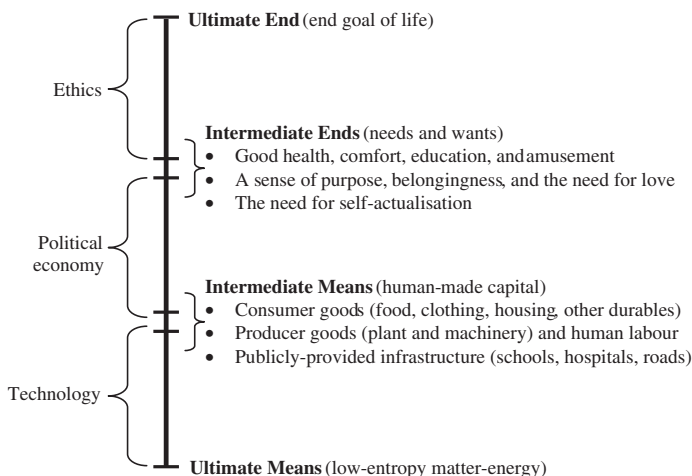 Ultimate End (end goal of life)
Ethics
Intermediate Ends (needs and wants)
• Good health, comfort, education, and amusement
• A sense of purpose, belongingness, and the need for love
• The need for self-actualisation
Political
economy
Intermediate Means (human-made capital)
• Consumer goods (food, clothing, housing, other durables)
• Producer goods (plant and machinery) and human labour
• Publicly-provided infrastructure (schools, hospitals, roads)
Technology
Ultimate Means (low-entropy matter-energy)